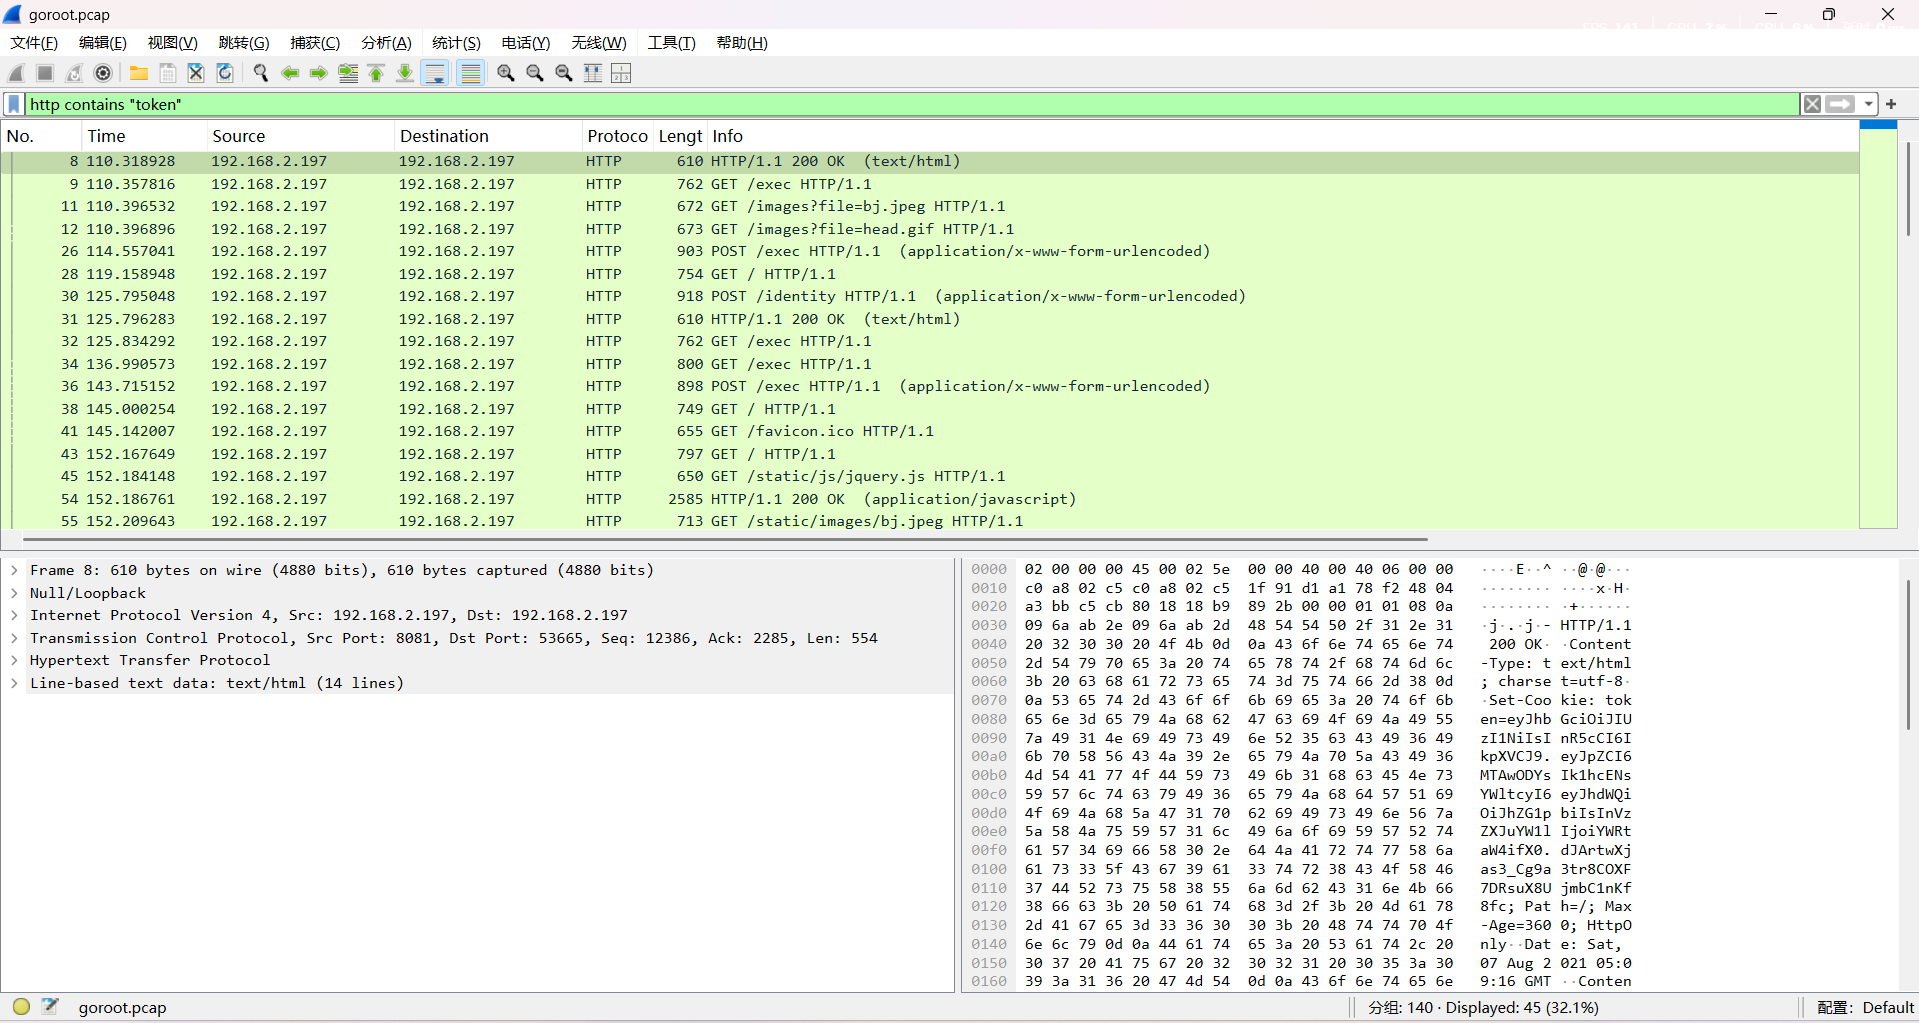 goroot.pcap
文件(F) 编辑(E) 视图(V) 跳转(G) 捕获(C) 分析(A) 统计(S) 电话(Y) 无线(W) 工具(T) 帮助(H)
http contains "token"
No. Time Source Destination Protoco Lengt Info
8 110.318928 192.168.2.197 192.168.2.197 HTTP 610 HTTP/1.1 200 OK (text/html)
9 110.357816 192.168.2.197 192.168.2.197 HTTP 762 GET /exec HTTP/1.1
11 110.396532 192.168.2.197 192.168.2.197 HTTP 672 GET /images?file=bj.jpeg HTTP/1.1
12 110.396896 192.168.2.197 192.168.2.197 HTTP 673 GET /images?file=head.gif HTTP/1.1
26 114.557041 192.168.2.197 192.168.2.197 HTTP 903 POST /exec HTTP/1.1 (application/x-www-form-urlencoded)
28 119.158948 192.168.2.197 192.168.2.197 HTTP 754 GET / HTTP/1.1
30 125.795048 192.168.2.197 192.168.2.197 HTTP 918 POST /identity HTTP/1.1 (application/x-www-form-urlencoded)
31 125.796283 192.168.2.197 192.168.2.197 HTTP 610 HTTP/1.1 200 OK (text/html)
32 125.834292 192.168.2.197 192.168.2.197 HTTP 762 GET /exec HTTP/1.1
34 136.990573 192.168.2.197 192.168.2.197 HTTP 800 GET /exec HTTP/1.1
36 143.715152 192.168.2.197 192.168.2.197 HTTP 898 POST /exec HTTP/1.1 (application/x-www-form-urlencoded)
38 145.000254 192.168.2.197 192.168.2.197 HTTP 749 GET / HTTP/1.1
41 145.142007 192.168.2.197 192.168.2.197 HTTP 655 GET /favicon.ico HTTP/1.1
43 152.167649 192.168.2.197 192.168.2.197 HTTP 797 GET / HTTP/1.1
45 152.184148 192.168.2.197 192.168.2.197 HTTP 650 GET /static/js/jquery.js HTTP/1.1
54 152.186761 192.168.2.197 192.168.2.197 HTTP 2585 HTTP/1.1 200 OK (application/javascript)
55 152.209643 192.168.2.197 192.168.2.197 HTTP 713 GET /static/images/bj.jpeg HTTP/1.1
Frame 8: 610 bytes on wire (4880 bits), 610 bytes captured (4880 bits)
Null/Loopback
Internet Protocol Version 4, Src: 192.168.2.197, Dst: 192.168.2.197
Transmission Control Protocol, Src Port: 8081, Dst Port: 53665, Seq: 12386, Ack: 2285, Len: 554
Hypertext Transfer Protocol
Line-based text data: text/html (14 lines)
0000 02 00 00 00 45 00 02 5e 00 00 40 00 40 06 00 00 ····E··^ ··@·@···
0010 c0 a8 02 c5 c0 a8 02 c5 1f 91 d1 a1 78 f2 48 04 ········ ····x·H·
0020 a3 bb c5 cb 80 18 18 b9 89 2b 00 00 01 01 08 0a ········ ·+······
0030 09 6a ab 2e 09 6a ab 2d 48 54 54 50 2f 31 2e 31 ·j·.·j·- HTTP/1.1
0040 20 32 30 30 20 4f 4b 0d 0a 43 6f 6e 74 65 6e 74 200 OK· ·Content
0050 2d 54 79 70 65 3a 20 74 65 78 74 2f 68 74 6d 6c -Type: t ext/html
0060 3b 20 63 68 61 72 73 65 74 3d 75 74 66 2d 38 0d ; charse t=utf-8·
0070 0a 53 65 74 2d 43 6f 6f 6b 69 65 3a 20 74 6f 6b ·Set-Coo kie: tok
0080 65 6e 3d 65 79 4a 68 62 47 63 69 4f 69 4a 49 55 en=eyJhb GciOiJIU
0090 7a 49 31 4e 69 49 73 49 6e 52 35 63 43 49 36 49 zI1NiIsI nR5cCI6I
00a0 6b 70 58 56 43 4a 39 2e 65 79 4a 70 5a 43 49 36 kpXVCJ9. eyJpZCI6
00b0 4d 54 41 77 4f 44 59 73 49 6b 31 68 63 45 4e 73 MTAwODYs Ik1hcENs
00c0 59 57 6c 74 63 79 49 36 65 79 4a 68 64 57 51 69 YWltcyI6 eyJhdWQi
00d0 4f 69 4a 68 5a 47 31 70 62 69 49 73 49 6e 56 7a OiJhZG1p biIsInVz
00e0 5a 58 4a 75 59 57 31 6c 49 6a 6f 69 59 57 52 74 ZXJuYW1l IjoiYWRt
00f0 61 57 34 69 66 58 30 2e 64 4a 41 72 74 77 58 6a aW4ifX0. dJArtwXj
0100 61 73 33 5f 43 67 39 61 33 74 72 38 43 4f 58 46 as3_Cg9a 3tr8COXF
0110 37 44 52 73 75 58 38 55 6a 6d 62 43 31 6e 4b 66 7DRsuX8U jmbC1nKf
0120 38 66 63 3b 20 50 61 74 68 3d 2f 3b 20 4d 61 78 8fc; Pat h=/; Max
0130 2d 41 67 65 3d 33 36 30 30 3b 20 48 74 74 70 4f -Age=360 0; HttpO
0140 6e 6c 79 0d 0a 44 61 74 65 3a 20 53 61 74 2c 20 nly··Dat e: Sat,
0150 30 37 20 41 75 67 20 32 30 32 31 20 30 35 3a 30 07 Aug 2 021 05:0
0160 39 3a 31 36 20 47 4d 54 0d 0a 43 6f 6e 74 65 6e 9:16 GMT ··Conten
goroot.pcap 分组: 140 · Displayed: 45 (32.1%) 配置: Default